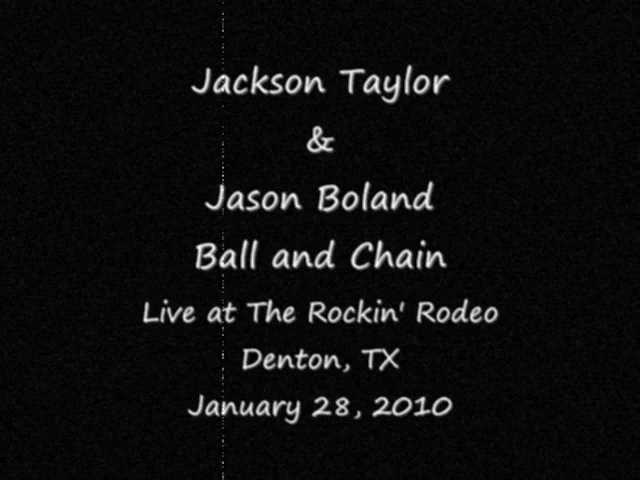 Jackson Taylor
&
Jason Boland
Ball and Chain
Live at The Rockin' Rodeo
Denton, TX
January 28, 2010